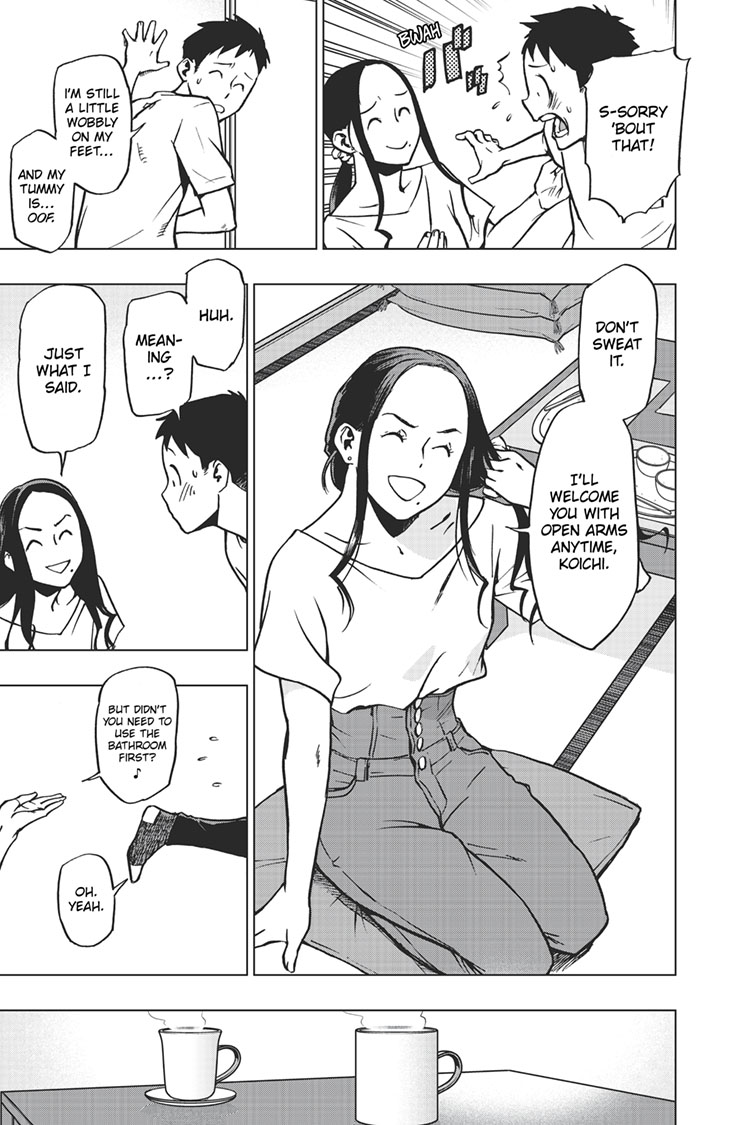 BWAH
S-SORRY
'BOUT
THAT!
I'M STILL
A LITTLE
WOBBLY
ON MY
FEET...
AND MY
TUMMY
IS...
OOF.
DON'T
SWEAT
IT.
I'LL
WELCOME
YOU WITH
OPEN ARMS
ANYTIME,
KOICHI.
HUH.
MEAN-
ING
...?
JUST
WHAT I
SAID.
BUT DIDN'T
YOU NEED TO
USE THE
BATHROOM
FIRST?
♪
OH.
YEAH.